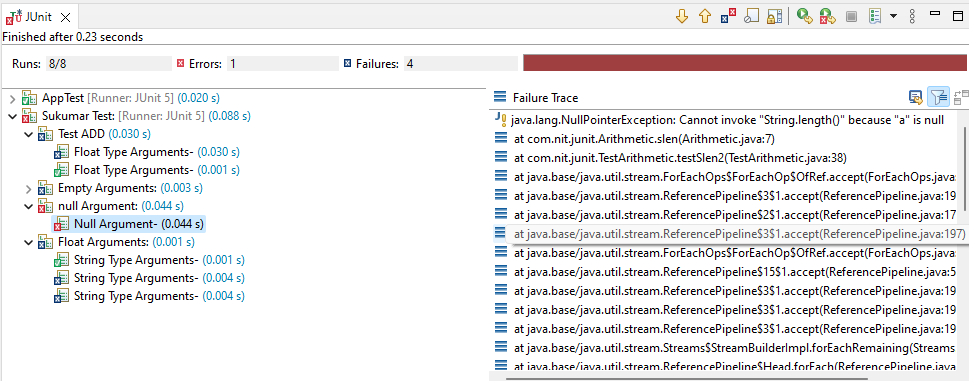 JUnit
Finished after 0.23 seconds
Runs: 8/8 Errors: 1 Failures: 4
AppTest [Runner: JUnit 5] (0.020 s)
Sukumar Test: [Runner: JUnit 5] (0.088 s)
Test ADD (0.030 s)
Float Type Arguments- (0.030 s)
Float Type Arguments- (0.001 s)
Empty Arguments: (0.003 s)
null Argument: (0.044 s)
Null Argument- (0.044 s)
Float Arguments: (0.001 s)
String Type Arguments- (0.001 s)
String Type Arguments- (0.004 s)
String Type Arguments- (0.004 s)
Failure Trace
java.lang.NullPointerException: Cannot invoke "String.length()" because "a" is null
at com.nit.junit.Arithmetic.slen(Arithmetic.java:7)
at com.nit.junit.TestArithmetic.testSlen2(TestArithmetic.java:38)
at java.base/java.util.stream.ForEachOps$ForEachOp$OfRef.accept(ForEachOps.java:
at java.base/java.util.stream.ReferencePipeline$3$1.accept(ReferencePipeline.java:19
at java.base/java.util.stream.ReferencePipeline$2$1.accept(ReferencePipeline.java:17
at java.base/java.util.stream.ReferencePipeline$3$1.accept(ReferencePipeline.java:197)
at java.base/java.util.stream.ForEachOps$ForEachOp$OfRef.accept(ForEachOps.java:
at java.base/java.util.stream.ReferencePipeline$15$1.accept(ReferencePipeline.java:5
at java.base/java.util.stream.ReferencePipeline$3$1.accept(ReferencePipeline.java:19
at java.base/java.util.stream.ReferencePipeline$3$1.accept(ReferencePipeline.java:19
at java.base/java.util.stream.ReferencePipeline$3$1.accept(ReferencePipeline.java:19
at java.base/java.util.stream.Streams$StreamBuilderImpl.forEachRemaining(Streams
at java.base/java.util.stream.ReferencePipeline$Head.forEach(ReferencePipeline.java: